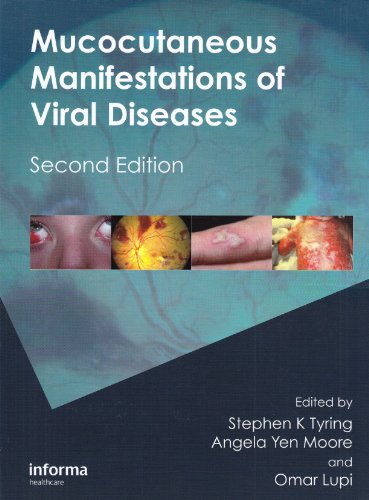 Mucocutaneous
Manifestations of
Viral Diseases
Second Edition
Edited by
Stephen K Tyring
Angela Yen Moore
and
Omar Lupi
informa
healthcare